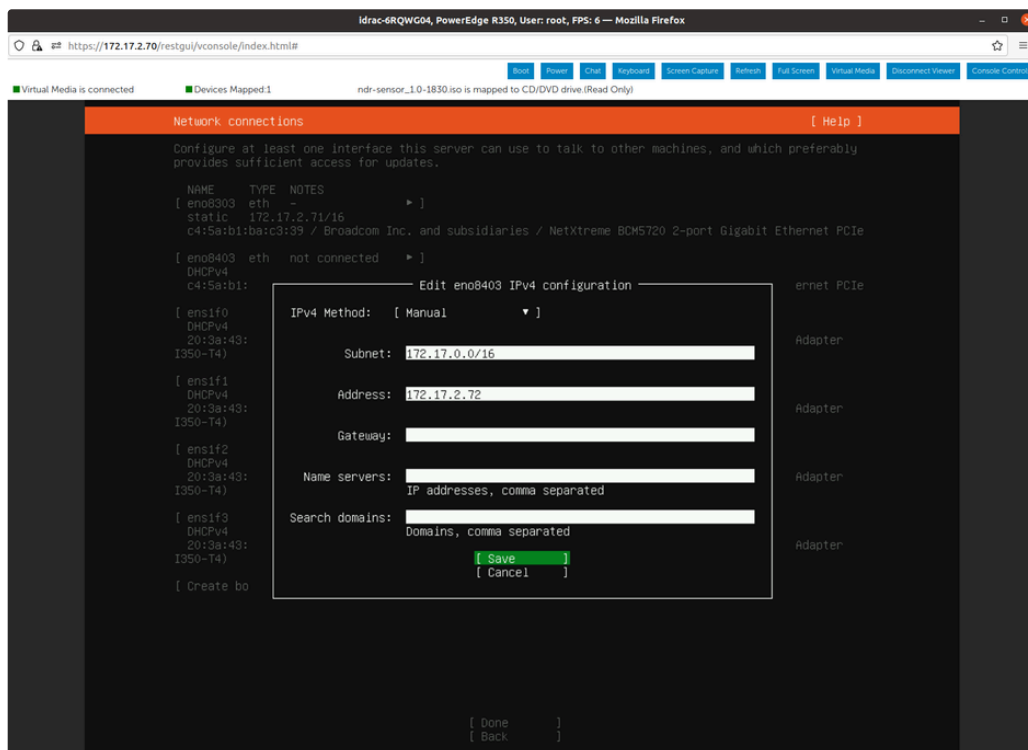 idrac-6RQWG04, PowerEdge R350, User: root, FPS: 6 — Mozilla Firefox
https://172.17.2.70/restgui/vconsole/index.html#
Boot Power Chat Keyboard Screen Capture Refresh Full Screen Virtual Media Disconnect Viewer Console Control
Virtual Media is connected Devices Mapped:1 ndr-sensor_1.0-1830.iso is mapped to CD/DVD drive.(Read Only)
Network connections [ Help ]
Configure at least one interface this server can use to talk to other machines, and which preferably
provides sufficient access for updates.
NAME TYPE NOTES
[ eno8303 eth - ▸ ]
static 172.17.2.71/16
c4:5a:b1:ba:c3:39 / Broadcom Inc. and subsidiaries / NetXtreme BCM5720 2-port Gigabit Ethernet PCIe
[ eno8403 eth not connected ▸ ]
DHCPv4
c4:5a:b1: ernet PCIe
Edit eno8403 IPv4 configuration
[ ens1f0
IPv4 Method: [ Manual ▾ ]
DHCPv4
20:3a:43: Adapter
I350-T4)
Subnet: 172.17.0.0/16
[ ens1f1
DHCPv4
Address: 172.17.2.72
20:3a:43: Adapter
I350-T4)
Gateway:
[ ens1f2
DHCPv4
20:3a:43: Adapter
Name servers:
I350-T4)
IP addresses, comma separated
[ ens1f3
Search domains:
DHCPv4
Domains, comma separated
20:3a:43: Adapter
I350-T4)
[ Save ]
[ Cancel ]
[ Create bo
[ Done ]
[ Back ]